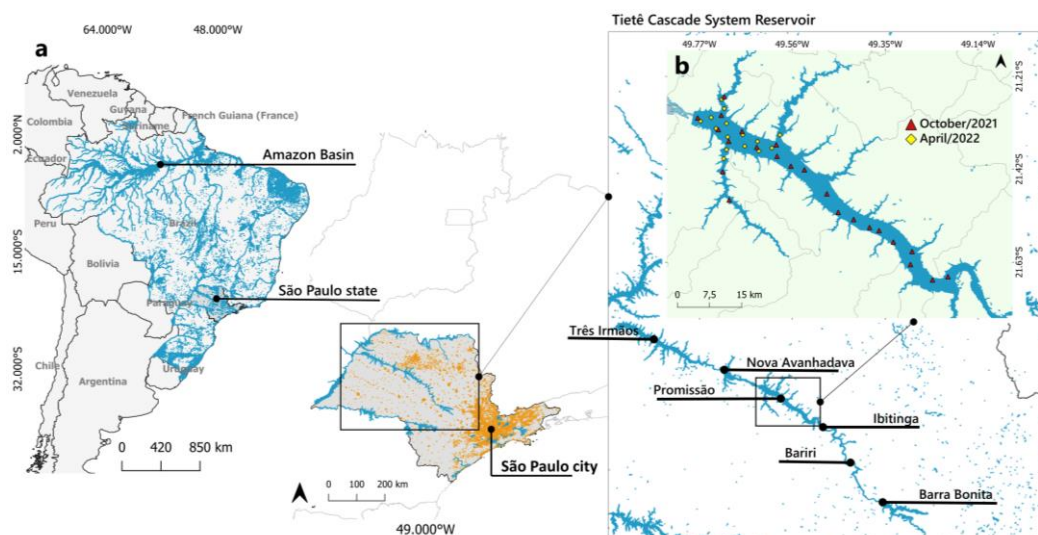 64.000°W
48.000°W
a
2.000°N
15.000°S
32.000°S
Venezuela
Guyana
Suriname
French Guiana (France)
Colombia
Ecuador
Amazon Basin
Peru
Brazil
Bolivia
São Paulo state
Paraguay
Chile
Argentina
Uruguay
0 420 850 km
São Paulo city
0 100 200 km
49.000°W
Tietê Cascade System Reservoir
49.77°W
49.56°W
49.35°W
49.14°W
b
October/2021
April/2022
21.21°S
21.42°S
21.63°S
0 7,5 15 km
Três Irmãos
Nova Avanhadava
Promissão
Ibitinga
Bariri
Barra Bonita